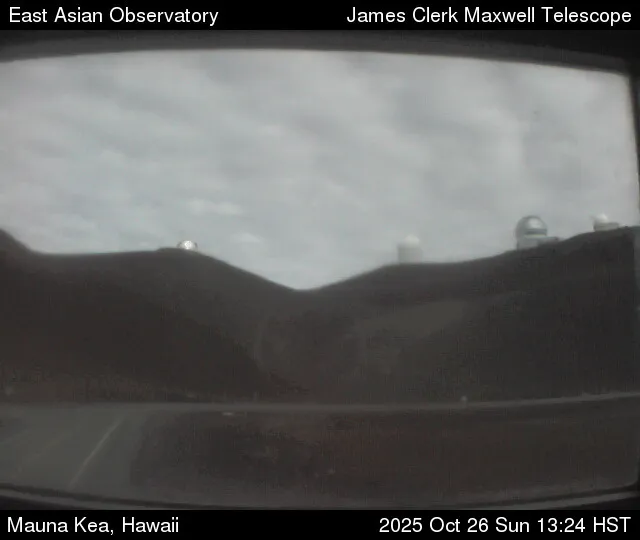 East Asian Observatory
James Clerk Maxwell Telescope
Mauna Kea, Hawaii
2025 Oct 26 Sun 13:24 HST